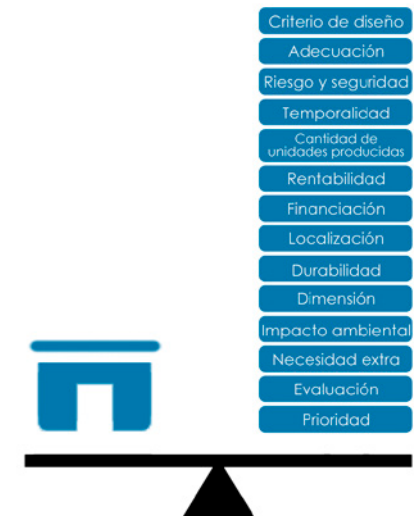 Criterio de diseño
Adecuación
Riesgo y seguridad
Temporalidad
Cantidad de
unidades producidas
Rentabilidad
Financiación
Localización
Durabilidad
Dimensión
Impacto ambiental
Necesidad extra
Evaluación
Prioridad